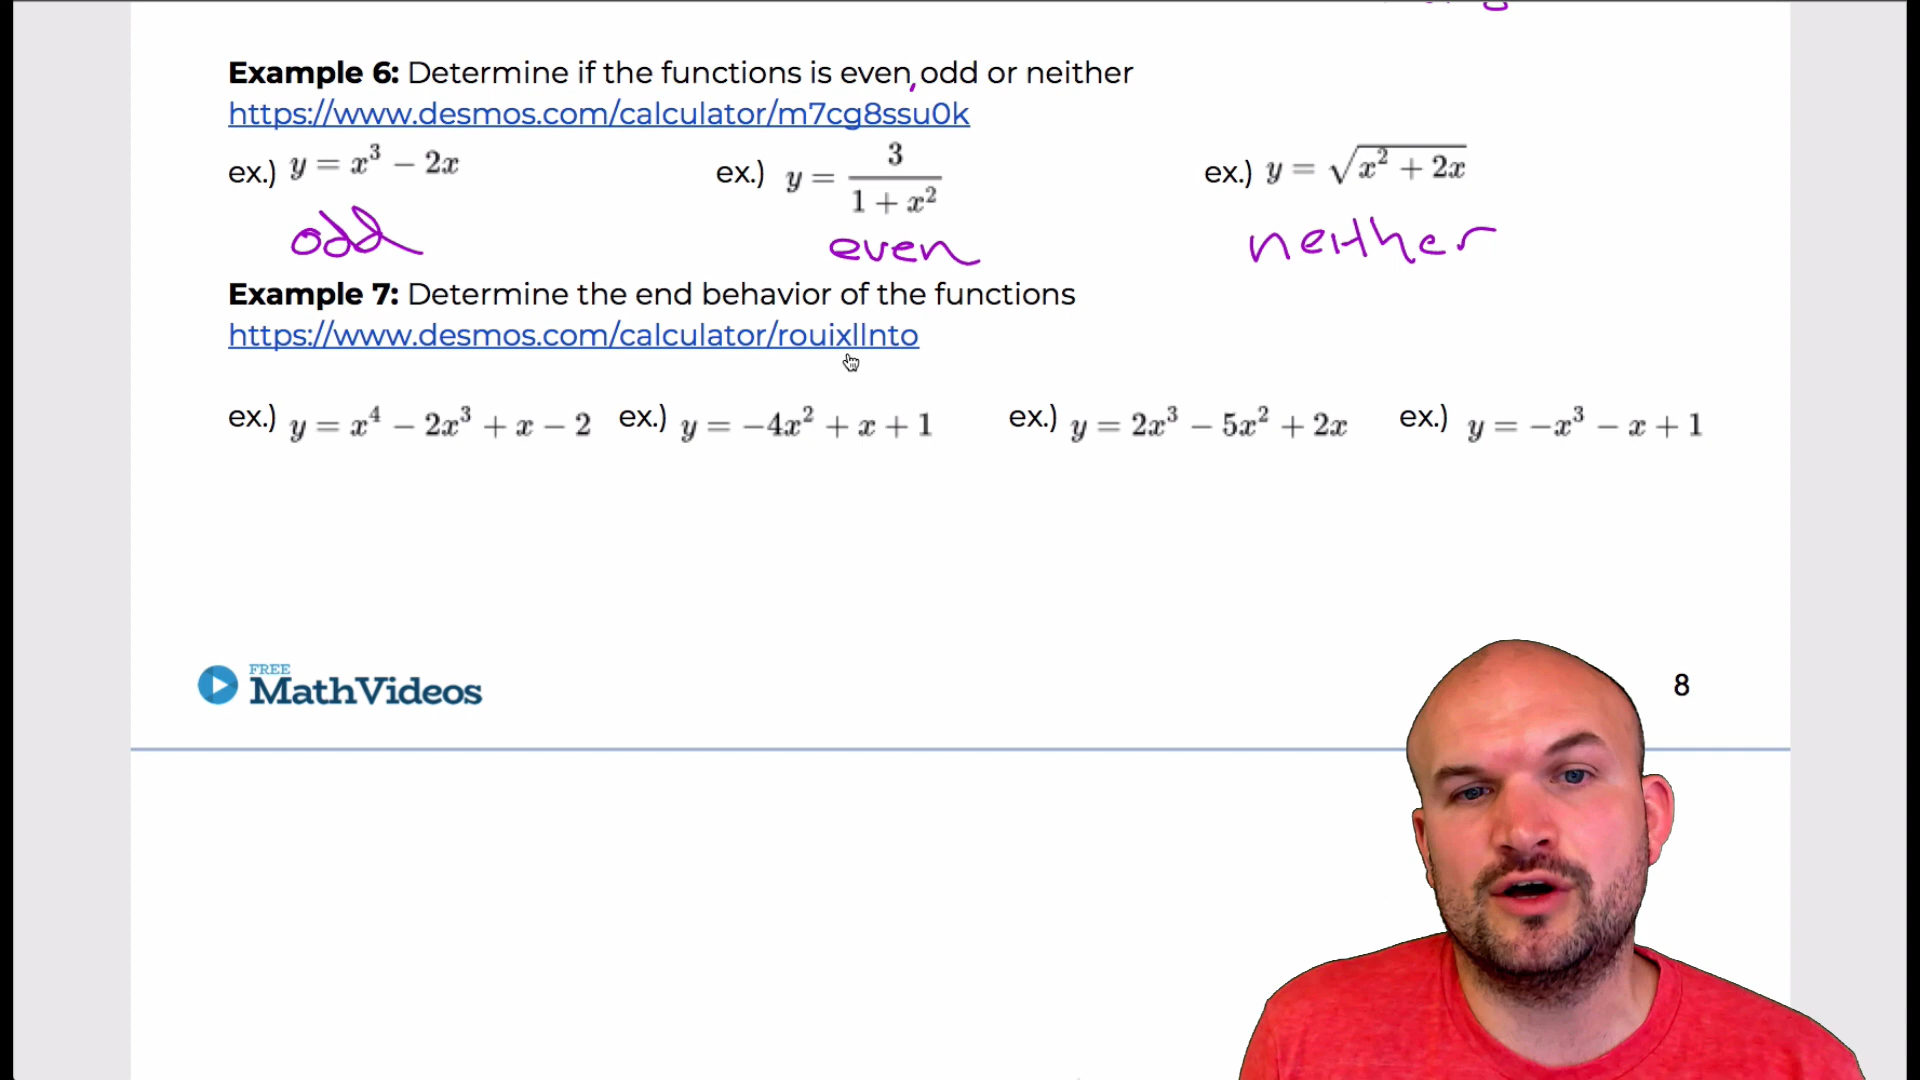 Example 6: Determine if the functions is even, odd or neither
https://www.desmos.com/calculator/m7cg8ssu0k
ex.) y = x³ − 2x ex.) y = 3/(1 + x²) ex.) y = √(x² + 2x)
odd even neither
Example 7: Determine the end behavior of the functions
https://www.desmos.com/calculator/rouixllnto
ex.) y = x⁴ − 2x³ + x − 2 ex.) y = −4x² + x + 1 ex.) y = 2x³ − 5x² + 2x ex.) y = −x³ − x + 1
FREE
MathVideos
8